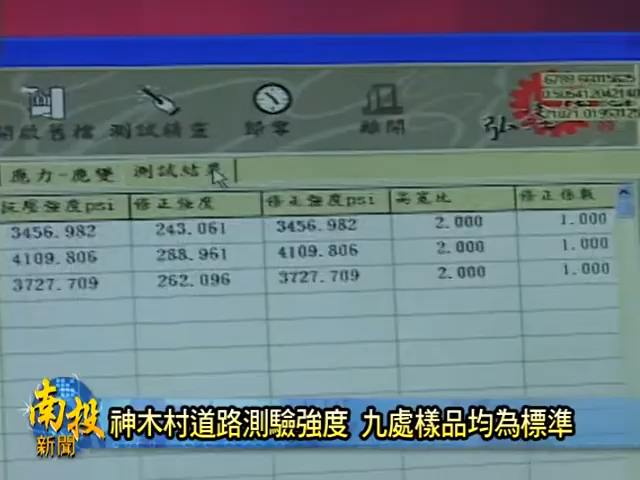 開啟舊檔 測試精靈 歸零 離開
應力-應變 測試結果
抗壓強度psi 修正強度 修正強度psi 高寬比 修正係數
3456.982 243.061 3456.982 2.000 1.000
4109.806 288.961 4109.806 2.000 1.000
3727.709 262.096 3727.709 2.000 1.000
南投
新聞
神木村道路測驗強度 九處樣品均為標準